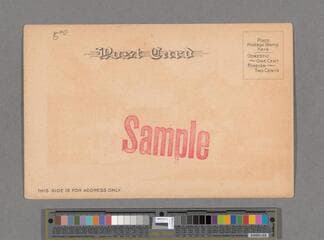 5⁰⁰
Post Card
Place
Postage Stamp
Here
Domestic
One Cent
Foreign
Two Cents
Sample
THIS SIDE IS FOR ADDRESS ONLY